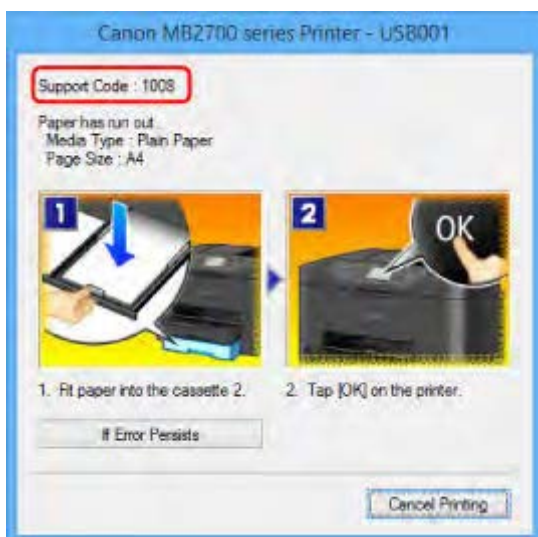 Canon MB2700 series Printer - USB001
Support Code : 1008
Paper has run out.
Media Type : Plain Paper
Page Size : A4
1
2
OK
1. Fit paper into the cassette 2.
2. Tap [OK] on the printer.
If Error Persists
Cancel Printing